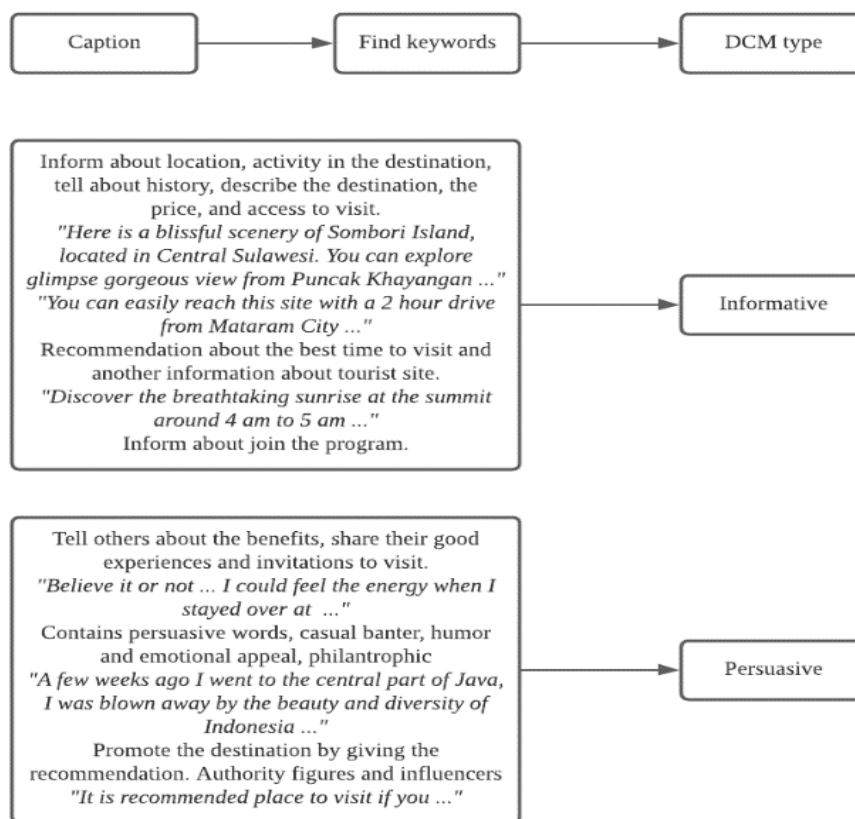 Caption
Find keywords
DCM type
Inform about location, activity in the destination,
tell about history, describe the destination, the
price, and access to visit.
"Here is a blissful scenery of Sombori Island,
located in Central Sulawesi. You can explore
glimpse gorgeous view from Puncak Khayangan ..."
"You can easily reach this site with a 2 hour drive
from Mataram City ..."
Recommendation about the best time to visit and
another information about tourist site.
"Discover the breathtaking sunrise at the summit
around 4 am to 5 am ..."
Inform about join the program.
Informative
Tell others about the benefits, share their good
experiences and invitations to visit.
"Believe it or not ... I could feel the energy when I
stayed over at  ..."
Contains persuasive words, casual banter, humor
and emotional appeal, philantrophic
"A few weeks ago I went to the central part of Java,
I was blown away by the beauty and diversity of
Indonesia ..."
Promote the destination by giving the
recommendation. Authority figures and influencers
"It is recommended place to visit if you ..."
Persuasive